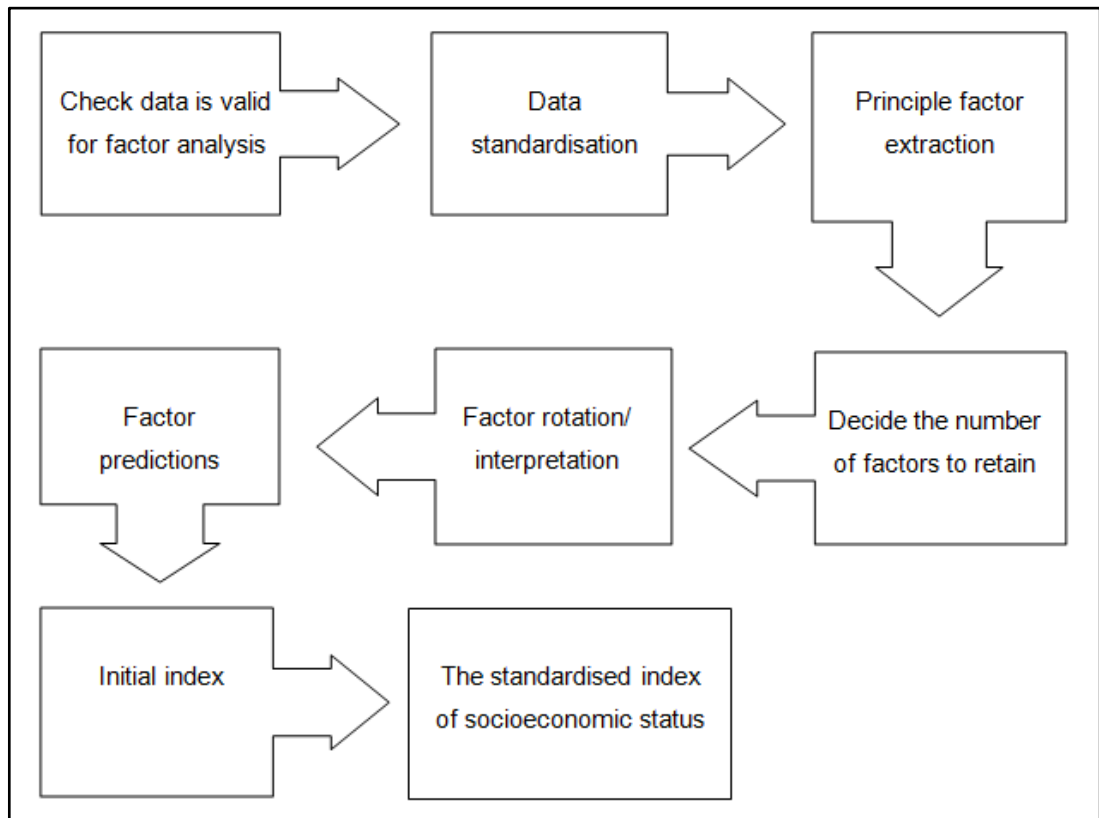 Check data is valid
for factor analysis
Data
standardisation
Principle factor
extraction
Decide the number
of factors to retain
Factor rotation/
interpretation
Factor
predictions
Initial index
The standardised index
of socioeconomic status